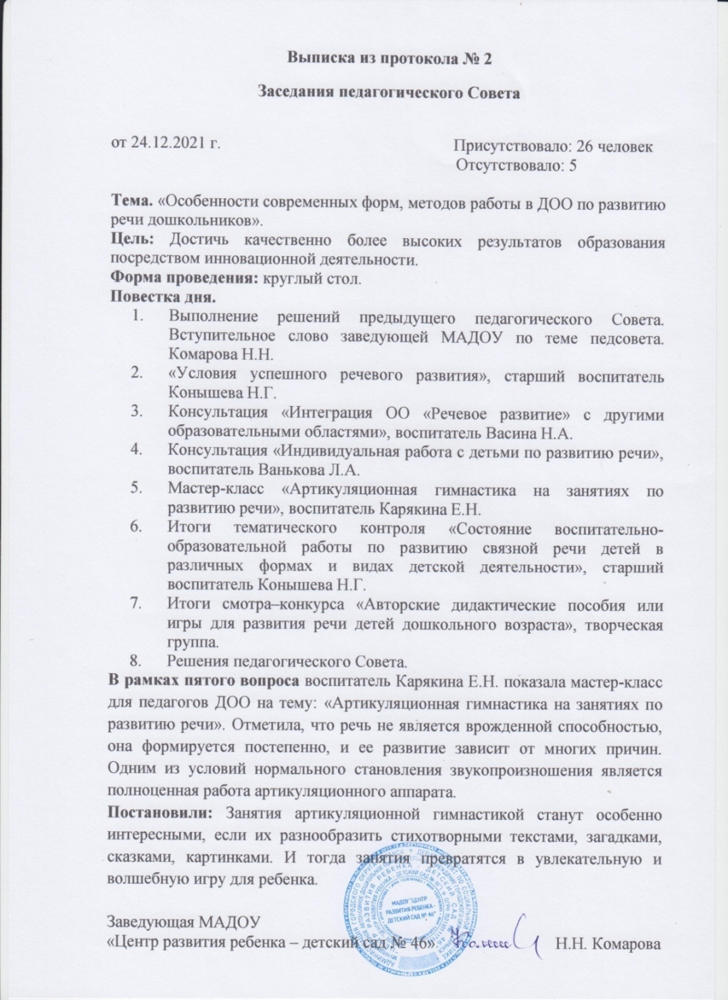 Выписка из протокола № 2
Заседания педагогического Совета
от 24.12.2021 г.
Присутствовало: 26 человек
Отсутствовало: 5
Тема. «Особенности современных форм, методов работы в ДОО по развитию
речи дошкольников».
Цель: Достичь качественно более высоких результатов образования
посредством инновационной деятельности.
Форма проведения: круглый стол.
Повестка дня.
1. Выполнение решений предыдущего педагогического Совета.
Вступительное слово заведующей МАДОУ по теме педсовета.
Комарова Н.Н.
2. «Условия успешного речевого развития», старший воспитатель
Конышева Н.Г.
3. Консультация «Интеграция ОО «Речевое развитие» с другими
образовательными областями», воспитатель Васина Н.А.
4. Консультация «Индивидуальная работа с детьми по развитию речи»,
воспитатель Ванькова Л.А.
5. Мастер-класс «Артикуляционная гимнастика на занятиях по
развитию речи», воспитатель Карякина Е.Н.
6. Итоги тематического контроля «Состояние воспитательно-
образовательной работы по развитию связной речи детей в
различных формах и видах детской деятельности», старший
воспитатель Конышева Н.Г.
7. Итоги смотра–конкурса «Авторские дидактические пособия или
игры для развития речи детей дошкольного возраста», творческая
группа.
8. Решения педагогического Совета.
В рамках пятого вопроса воспитатель Карякина Е.Н. показала мастер-класс
для педагогов ДОО на тему: «Артикуляционная гимнастика на занятиях по
развитию речи». Отметила, что речь не является врожденной способностью,
она формируется постепенно, и ее развитие зависит от многих причин.
Одним из условий нормального становления звукопроизношения является
полноценная работа артикуляционного аппарата.
Постановили: Занятия артикуляционной гимнастикой станут особенно
интересными, если их разнообразить стихотворными текстами, загадками,
сказками, картинками. И тогда занятия превратятся в увлекательную и
волшебную игру для ребенка.
МАДОУ "ЦЕНТР
РАЗВИТИЯ РЕБЕНКА -
ДЕТСКИЙ САД № 46"
Заведующая МАДОУ
«Центр развития ребенка – детский сад № 46»
Н.Н. Комарова